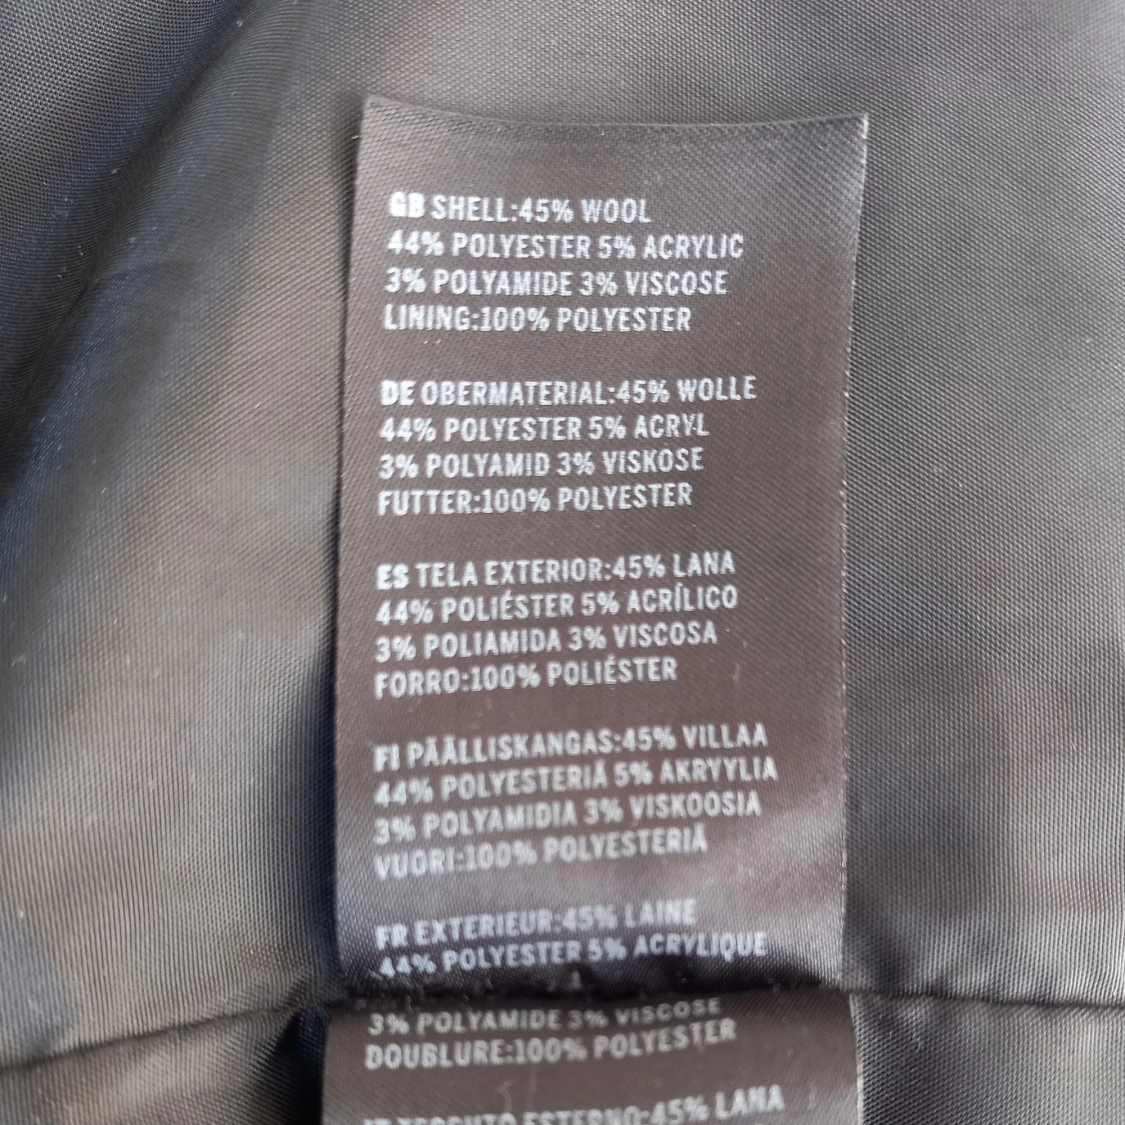 GB SHELL:45% WOOL
44% POLYESTER 5% ACRYLIC
3% POLYAMIDE 3% VISCOSE
LINING:100% POLYESTER
DE OBERMATERIAL:45% WOLLE
44% POLYESTER 5% ACRYL
3% POLYAMID 3% VISKOSE
FUTTER:100% POLYESTER
ES TELA EXTERIOR:45% LANA
44% POLIÉSTER 5% ACRÍLICO
3% POLIAMIDA 3% VISCOSA
FORRO:100% POLIÉSTER
FI PÄÄLLISKANGAS:45% VILLAA
44% POLYESTERIÄ 5% AKRYYLIA
3% POLYAMIDIA 3% VISKOOSIA
VUORI:100% POLYESTERIÄ
FR EXTERIEUR:45% LAINE
44% POLYESTER 5% ACRYLIQUE
3% POLYAMIDE 3% VISCOSE
DOUBLURE:100% POLYESTER
IT TESSUTO ESTERNO:45% LANA